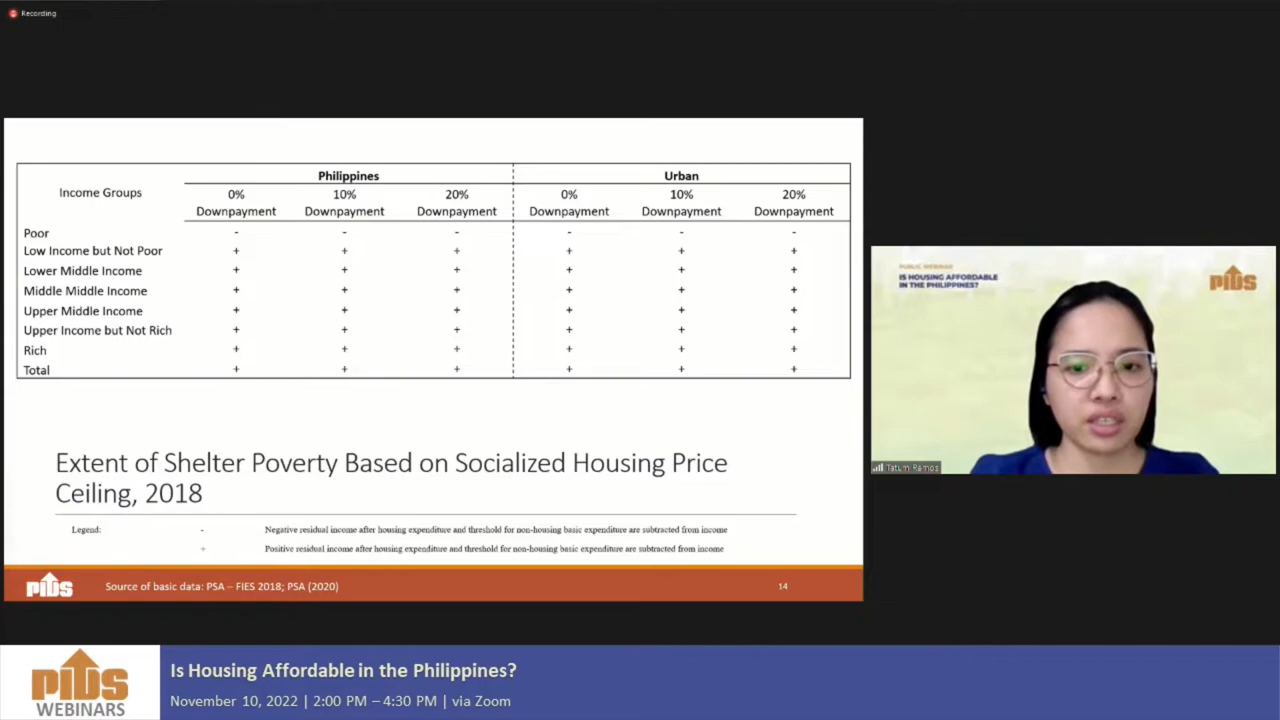 Recording
Philippines Urban
Income Groups 0% 10% 20% 0% 10% 20%
Downpayment Downpayment Downpayment Downpayment Downpayment Downpayment
Poor - - - - - -
Low Income but Not Poor + + + + + +
Lower Middle Income + + + + + +
Middle Middle Income + + + + + +
Upper Middle Income + + + + + +
Upper Income but Not Rich + + + + + +
Rich + + + + + +
Total + + + + + +
Extent of Shelter Poverty Based on Socialized Housing Price
Ceiling, 2018
Legend: - Negative residual income after housing expenditure and threshold for non-housing basic expenditure are subtracted from income
+ Positive residual income after housing expenditure and threshold for non-housing basic expenditure are subtracted from income
PIDS Source of basic data: PSA – FIES 2018; PSA (2020) 14
PUBLIC WEBINAR
IS HOUSING AFFORDABLE
IN THE PHILIPPINES?
PIDS
Tatum Ramos
PIDS
WEBINARS
Is Housing Affordable in the Philippines?
November 10, 2022 | 2:00 PM – 4:30 PM | via Zoom